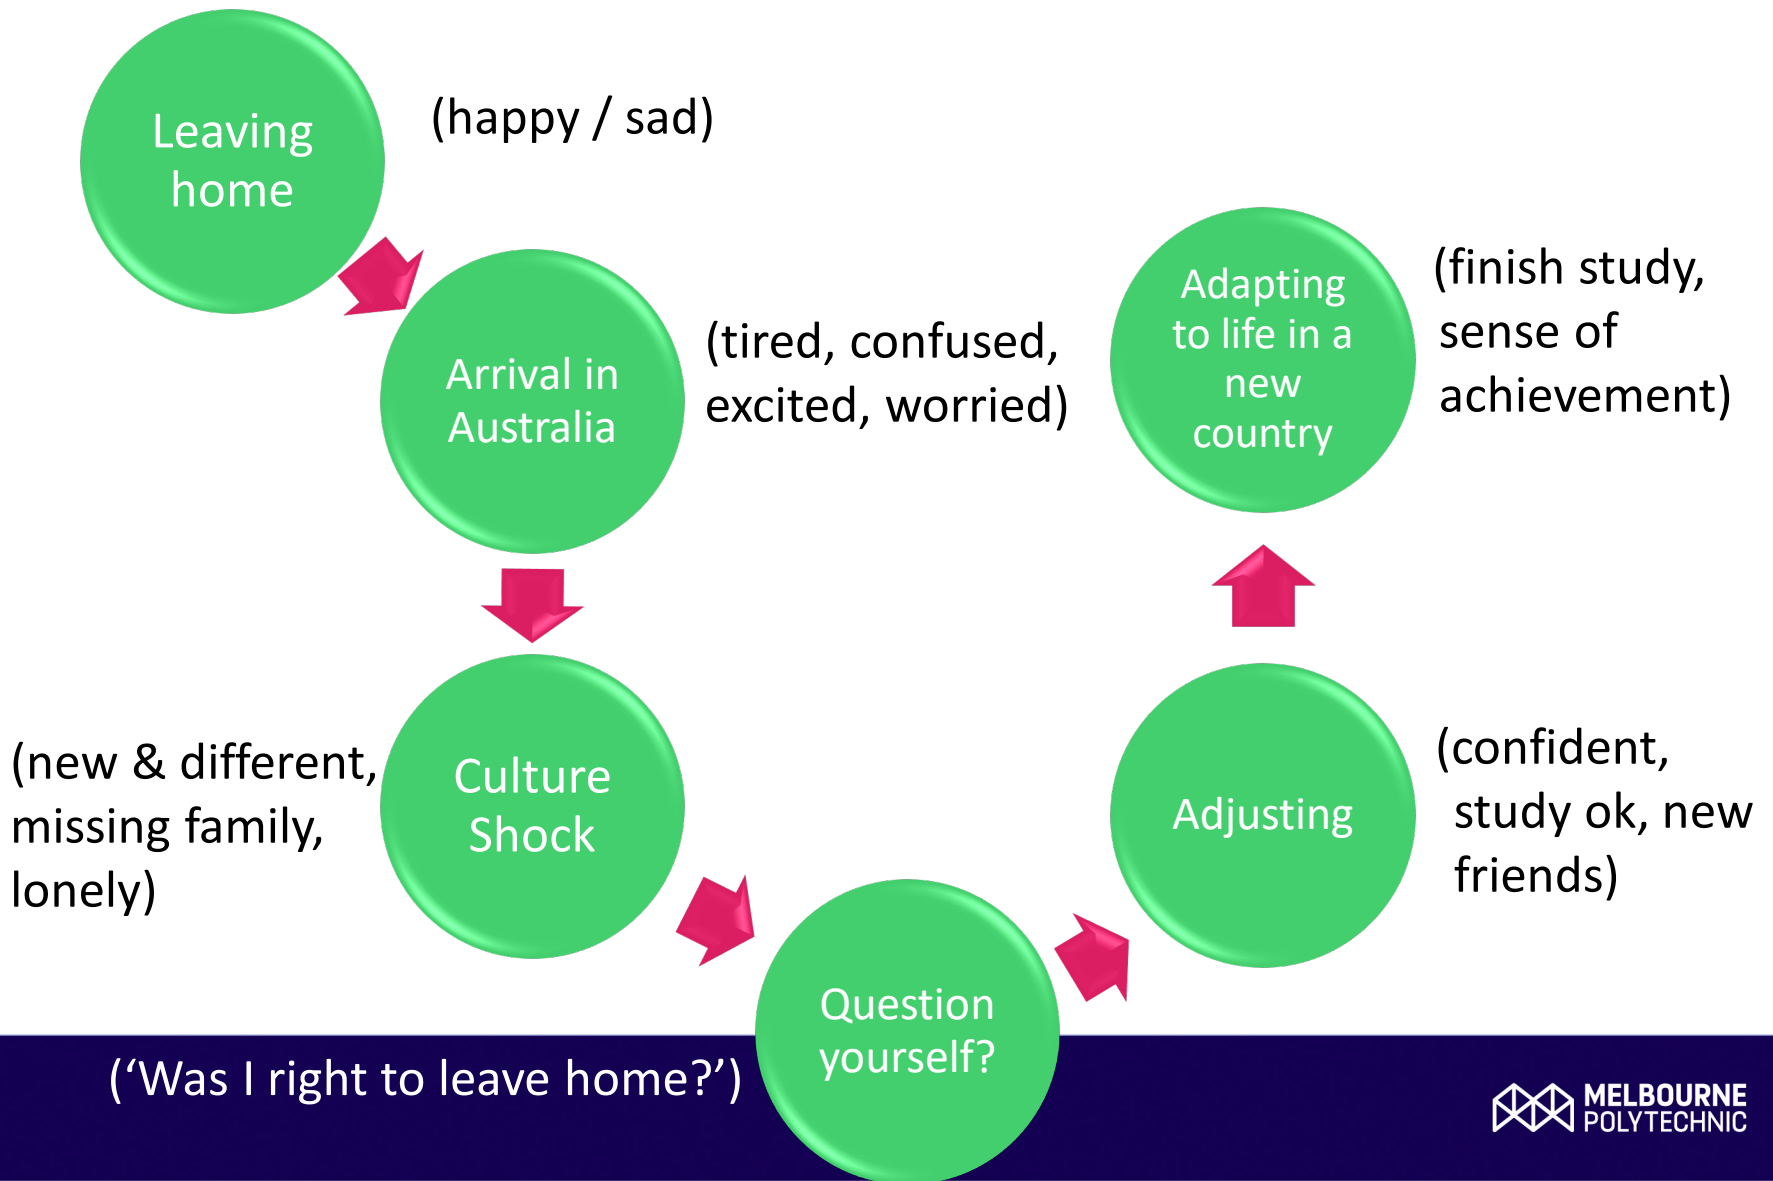 Leaving
home
(happy / sad)
Arrival in
Australia
(tired, confused,
excited, worried)
Culture
Shock
(new & different,
missing family,
lonely)
Question
yourself?
(‘Was I right to leave home?’)
Adjusting
(confident,
study ok, new
friends)
Adapting
to life in a
new
country
(finish study,
sense of
achievement)
MELBOURNE
POLYTECHNIC